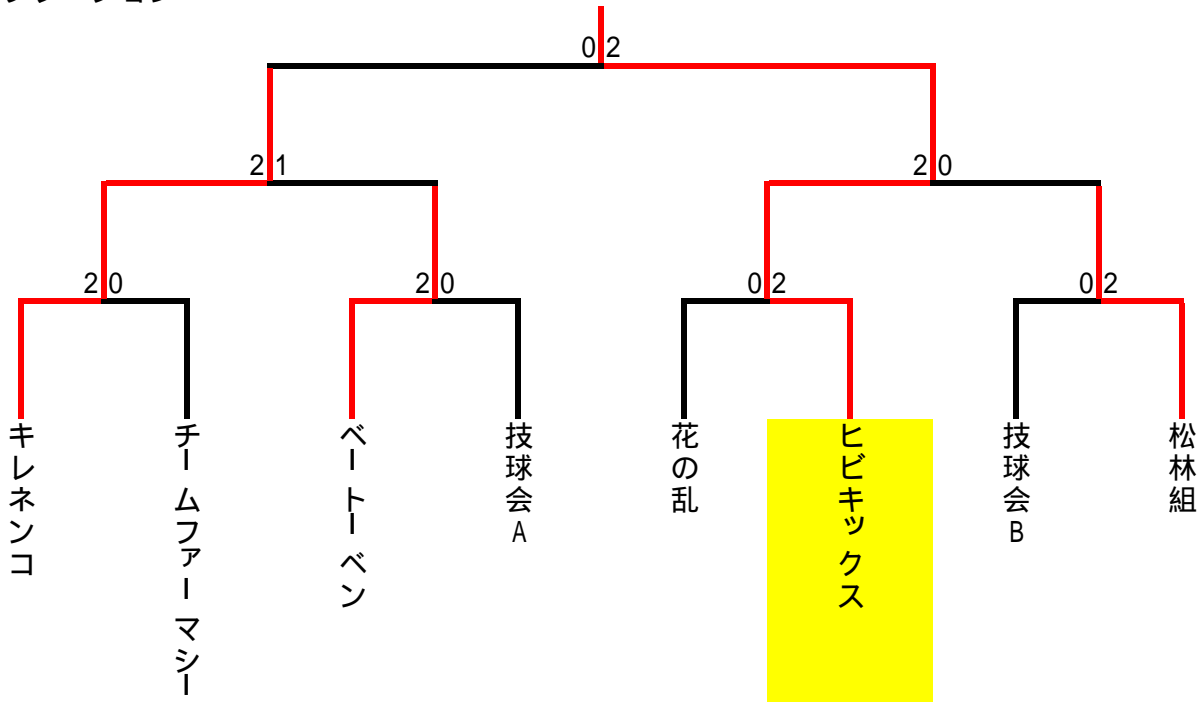 0 2
2 1
2 0
2 0
2 0
0 2
0 2
キレネンコ
チームファーマシー
ベートーベン
技球会A
花の乱
ヒビキックス
技球会B
松林組